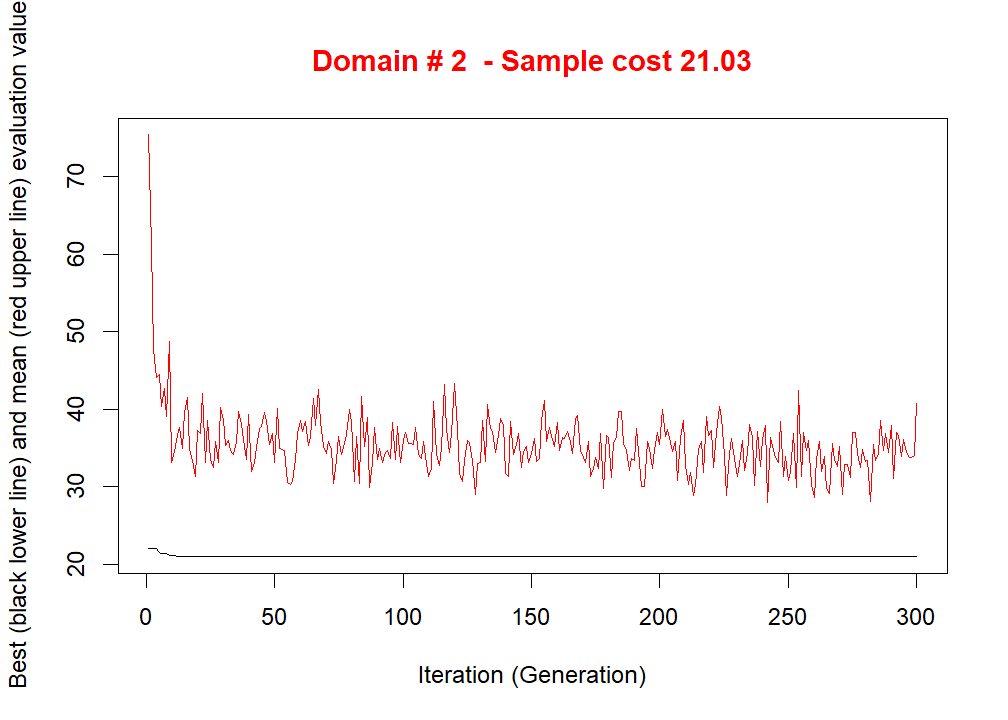 Domain # 2  - Sample cost 21.03
Best (black lower line) and mean (red upper line) evaluation value
70
60
50
40
30
20
0 50 100 150 200 250 300
Iteration (Generation)